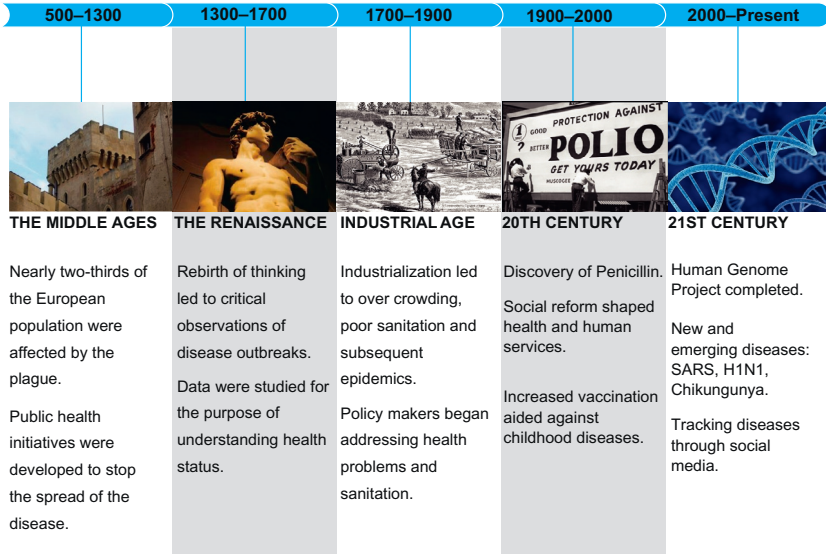 500–1300
1300–1700
1700–1900
1900–2000
2000–Present
PROTECTION AGAINST
1
?
GOOD
BETTER
POLIO
GET YOURS TODAY
MUSCOGEE
THE MIDDLE AGES
Nearly two-thirds of
the European
population were
affected by the
plague.
Public health
initiatives were
developed to stop
the spread of the
disease.
THE RENAISSANCE
Rebirth of thinking
led to critical
observations of
disease outbreaks.
Data were studied for
the purpose of
understanding health
status.
INDUSTRIAL AGE
Industrialization led
to over crowding,
poor sanitation and
subsequent
epidemics.
Policy makers began
addressing health
problems and
sanitation.
20TH CENTURY
Discovery of Penicillin.
Social reform shaped
health and human
services.
Increased vaccination
aided against
childhood diseases.
21ST CENTURY
Human Genome
Project completed.
New and
emerging diseases:
SARS, H1N1,
Chikungunya.
Tracking diseases
through social
media.